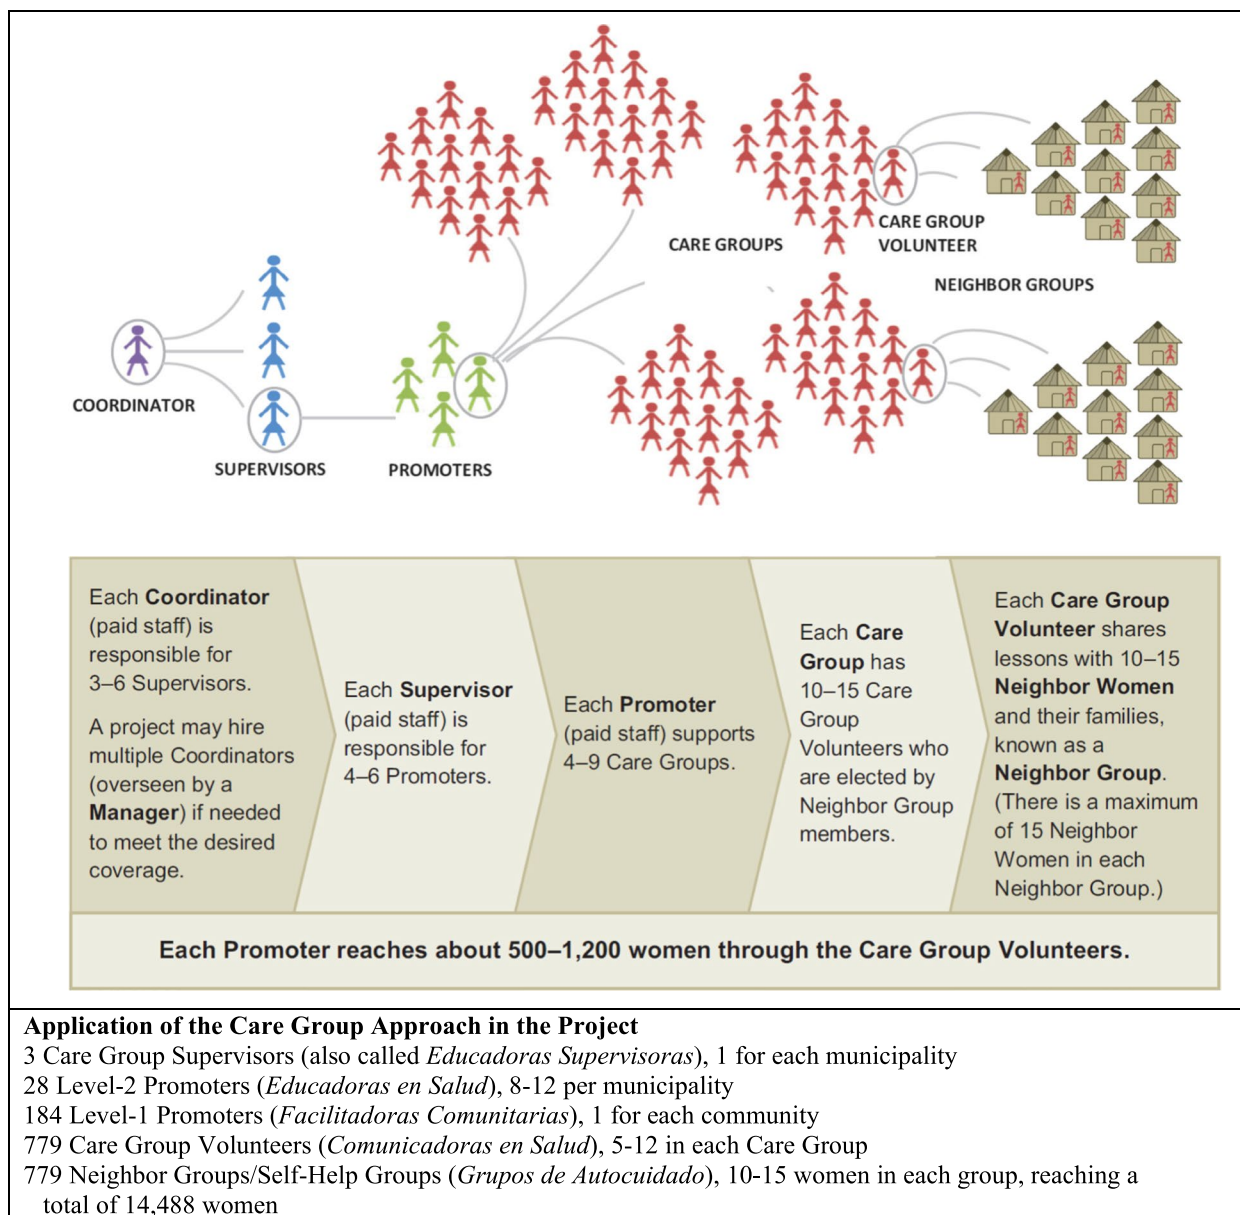 CARE GROUPS
CARE GROUP
VOLUNTEER
NEIGHBOR GROUPS
COORDINATOR
SUPERVISORS
PROMOTERS
Each Coordinator
(paid staff) is
responsible for
3–6 Supervisors.
A project may hire
multiple Coordinators
(overseen by a
Manager) if needed
to meet the desired
coverage.
Each Supervisor
(paid staff) is
responsible for
4–6 Promoters.
Each Promoter
(paid staff) supports
4–9 Care Groups.
Each Care
Group has
10–15 Care
Group
Volunteers who
are elected by
Neighbor Group
members.
Each Care Group
Volunteer shares
lessons with 10–15
Neighbor Women
and their families,
known as a
Neighbor Group.
(There is a maximum
of 15 Neighbor
Women in each
Neighbor Group.)
Each Promoter reaches about 500–1,200 women through the Care Group Volunteers.
Application of the Care Group Approach in the Project
3 Care Group Supervisors (also called Educadoras Supervisoras), 1 for each municipality
28 Level-2 Promoters (Educadoras en Salud), 8-12 per municipality
184 Level-1 Promoters (Facilitadoras Comunitarias), 1 for each community
779 Care Group Volunteers (Comunicadoras en Salud), 5-12 in each Care Group
779 Neighbor Groups/Self-Help Groups (Grupos de Autocuidado), 10-15 women in each group, reaching a
total of 14,488 women